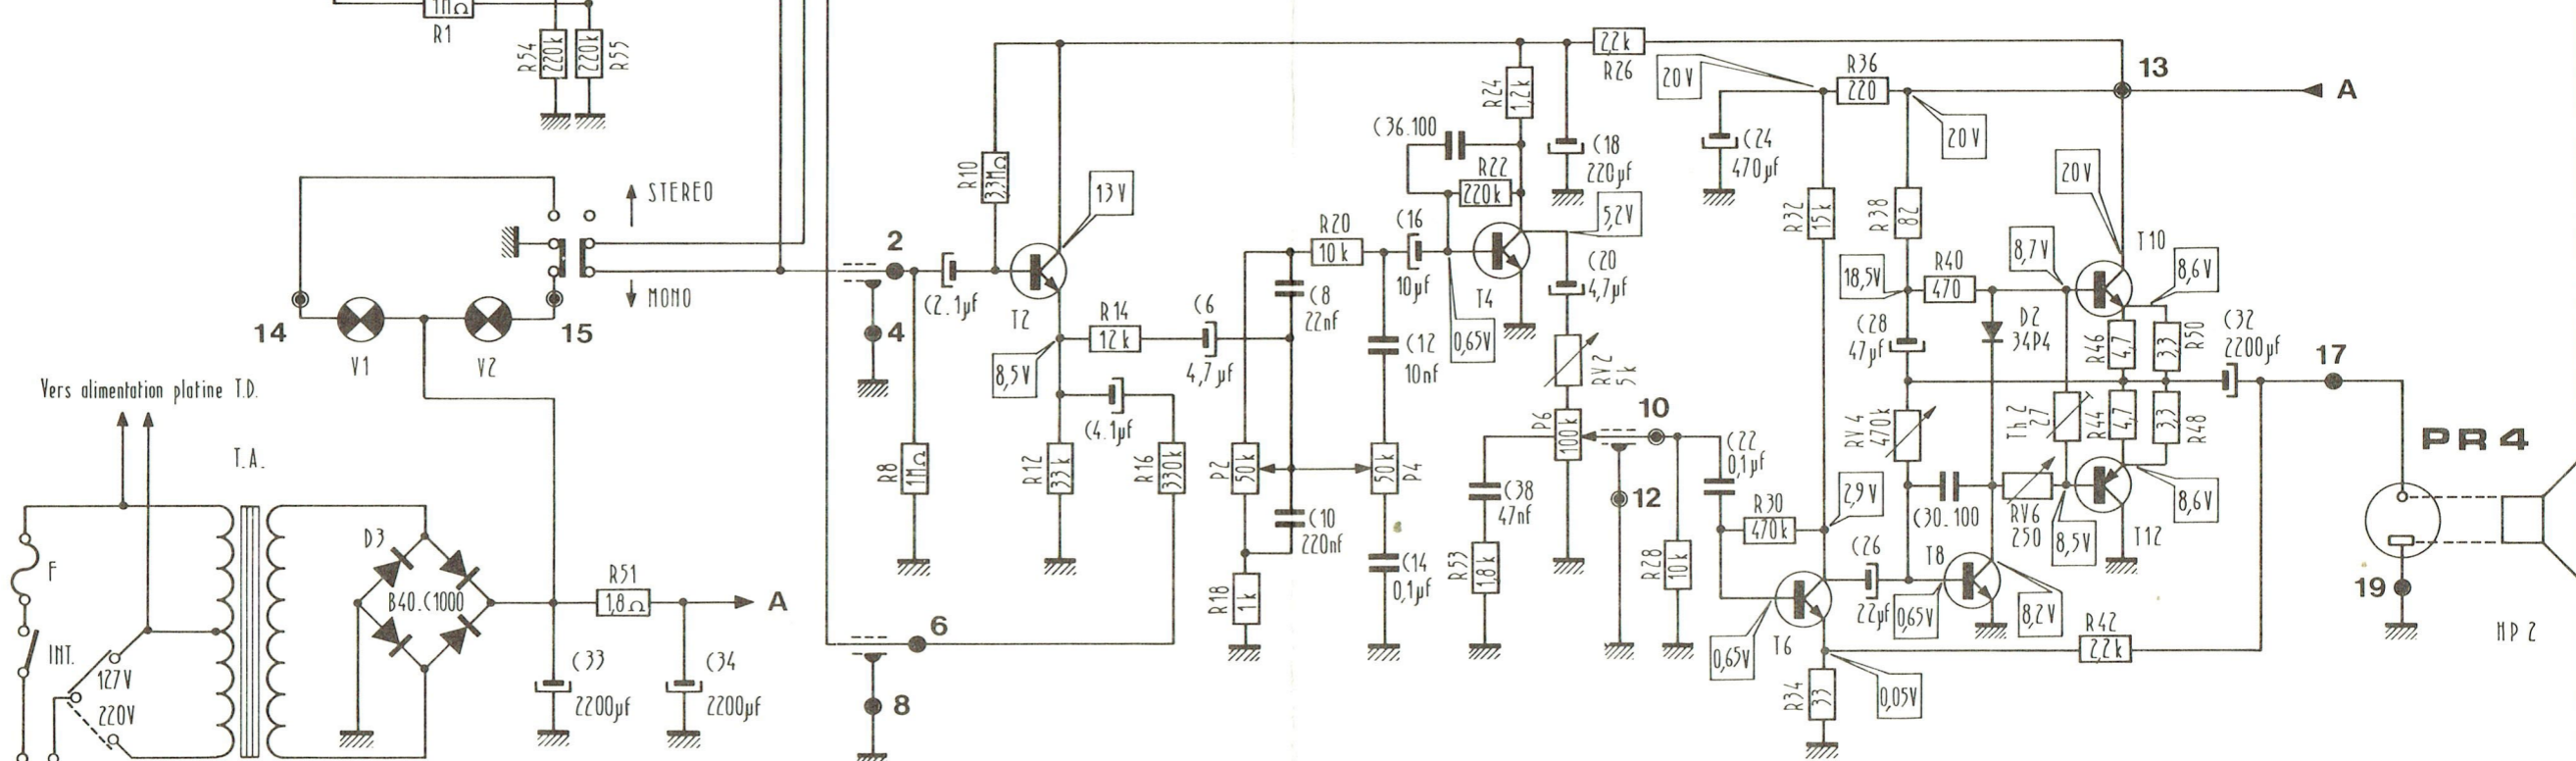 1MΩ
R1
R54
220k
220k
R55
STEREO
MONO
14
15
V1
V2
Vers alimentation platine T.D.
T.A.
F
INT.
127V
220V
D3
B40.C1000
R51
1,8Ω
A
C33
2200µf
C34
2200µf
2
4
6
8
R8
1MΩ
C2.1µf
R10
3,3MΩ
13V
T2
8,5V
R14
12k
C6
4,7µf
C4.1µf
R12
33k
R16
330k
P2
50k
R18
1k
C8
22nf
C10
220nf
R20
10k
C12
10nf
50k
P4
C14
0,1µf
C16
10µf
C36.100
R22
220k
R24
1,2k
T4
0,65V
5,2V
C18
220µf
C20
4,7µf
RV2
5k
P6
100k
C38
47nf
R53
1,8k
10
12
R28
10k
C22
0,1µf
2,2k
R26
20V
C24
470µf
R36
220
20V
R32
15k
R38
82
18,5V
R40
470
C28
47µf
RV4
470k
R30
470k
2,9V
C26
22µf
0,65V
T6
0,65V
R34
33
0,05V
T8
8,2V
C30.100
RV6
250
8,5V
D2
34P4
Th2
27
8,7V
20V
T10
8,6V
R46
4,7
3,3
R50
R44
4,7
3,3
R48
T12
8,6V
R42
2,2k
13
A
C32
2200µf
17
PR4
19
HP2